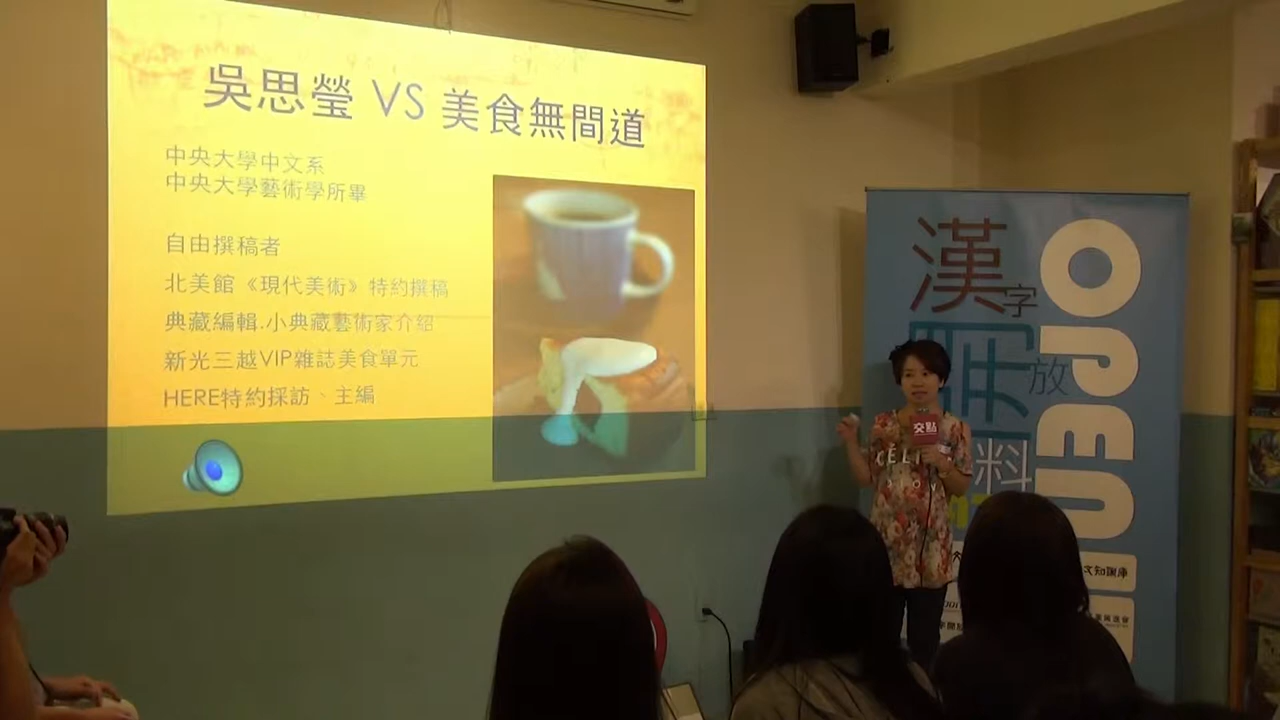 吳思瑩 VS 美食無間道
中央大學中文系
中央大學藝術學所畢
自由撰稿者
北美館《現代美術》特約撰稿
典藏編輯.小典藏藝術家介紹
新光三越VIP雜誌美食單元
HERE特約採訪、主編
漢
字
開
放
料
OPEN
交點